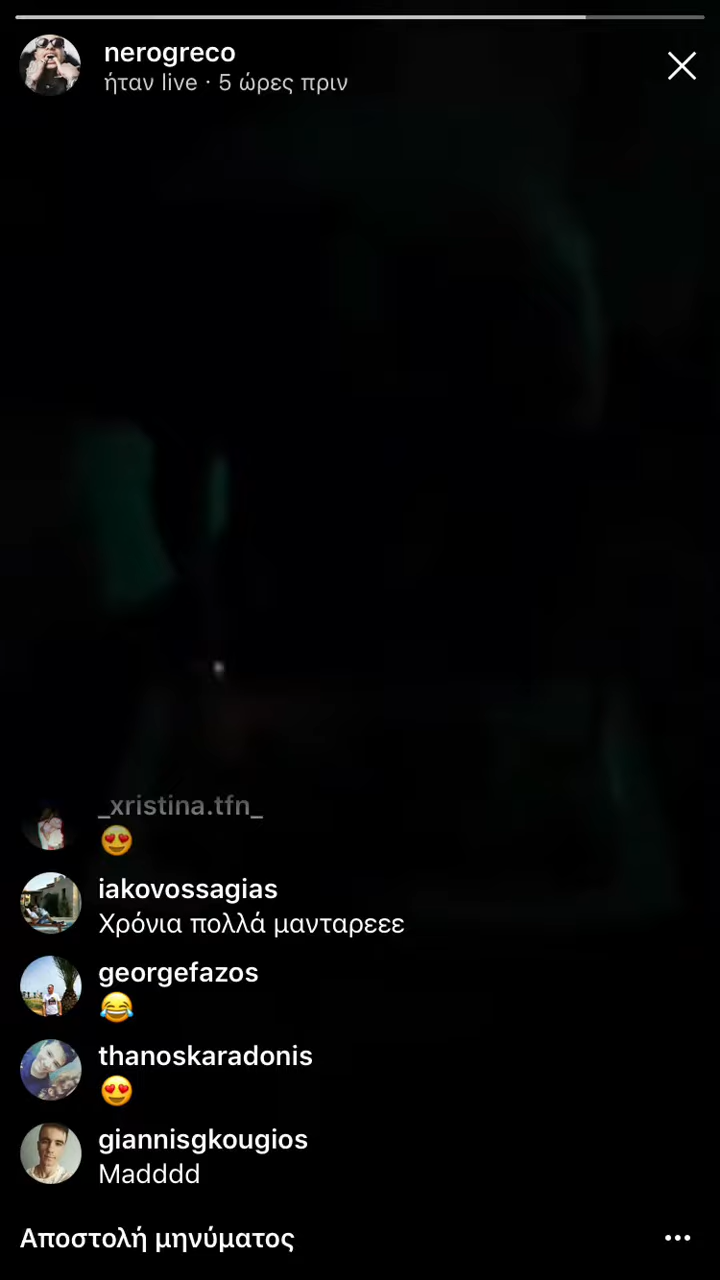 nerogreco
ήταν live · 5 ώρες πριν
_xristina.tfn_
😍
iakovossagias
Χρόνια πολλά μανταρεεε
georgefazos
😂
thanoskaradonis
😍
giannisgkougios
Madddd
Αποστολή μηνύματος